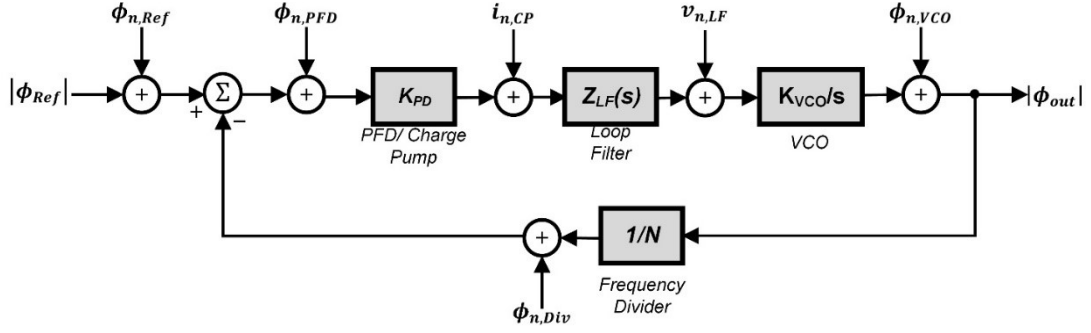 ϕn,Ref
ϕn,PFD
in,CP
vn,LF
ϕn,VCO
|ϕRef|
+
+
Σ
−
+
KPD
+
ZLF(s)
+
KVCO/s
+
|ϕout|
PFD/ Charge
Pump
Loop
Filter
VCO
+
1/N
ϕn,Div
Frequency
Divider